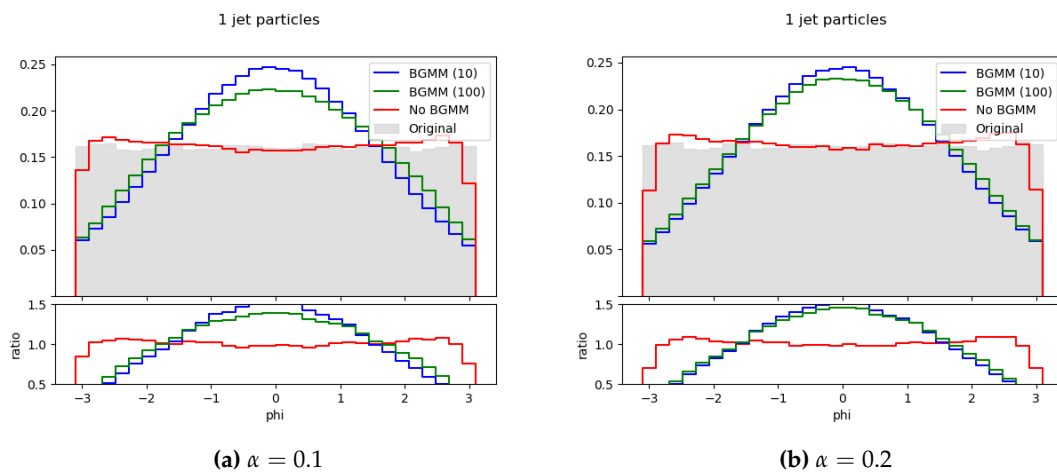 1 jet particles
0.25
0.20
0.15
0.10
0.05
BGMM (10)
BGMM (100)
No BGMM
Original
1.5
1.0
0.5
ratio
−3 −2 −1 0 1 2 3
phi
(a) α = 0.1
1 jet particles
0.25
0.20
0.15
0.10
0.05
BGMM (10)
BGMM (100)
No BGMM
Original
1.5
1.0
0.5
ratio
−3 −2 −1 0 1 2 3
phi
(b) α = 0.2